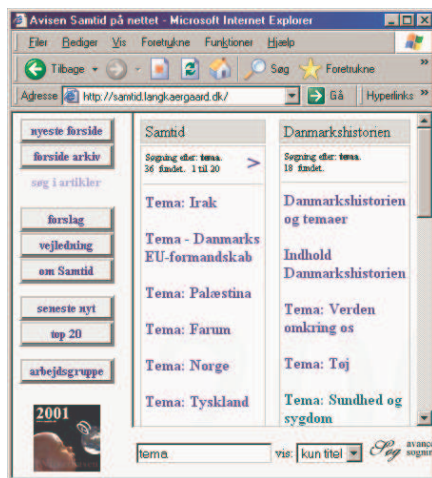 Avisen Samtid på nettet - Microsoft Internet Explorer
Filer Rediger Vis Foretrukne Funktioner Hjælp
Tilbage Søg Foretrukne »
Adresse http://samtid.langkaergaard.dk/ Gå Hyperlinks »
nyeste forside
forside arkiv
søg i artikler
forslag
vejledning
om Samtid
seneste nyt
top 20
arbejdsgruppe
2001
Samtid
Søgning efter: tema.
36 fundet. 1 til 20 >
Tema: Irak
Tema - Danmarks
EU-formandskab
Tema: Palæstina
Tema: Farum
Tema: Norge
Tema: Tyskland
Danmarkshistorien
Søgning efter: tema.
18 fundet.
Danmarkshistorien
og temaer
Indhold
Danmarkshistorien
Tema: Verden
omkring os
Tema: Tøj
Tema: Sundhed og
sygdom
tema vis: kun titel Søg